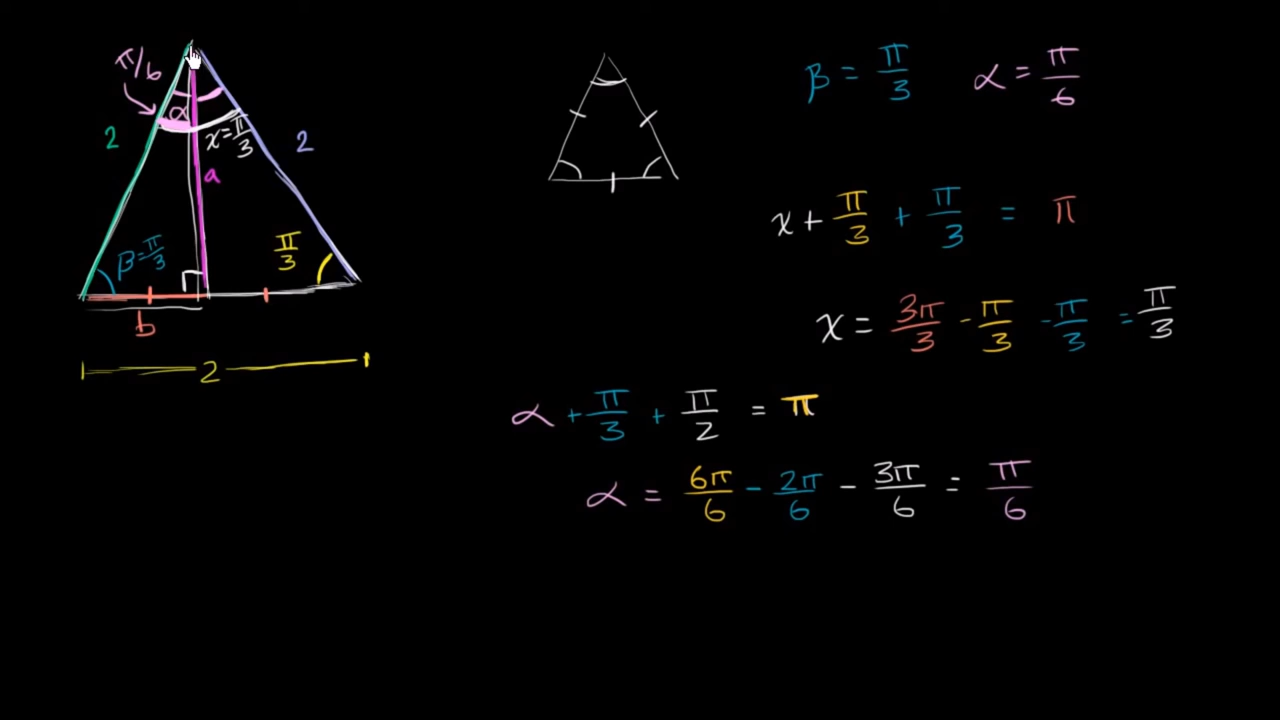 π/6
α
x = π/3
2
2
a
β = π/3
π/3
b
2
β = π/3
α = π/6
x + π/3 + π/3 = π
x = 3π/3 - π/3 - π/3 = π/3
α + π/3 + π/2 = π
α = 6π/6 - 2π/6 - 3π/6 = π/6